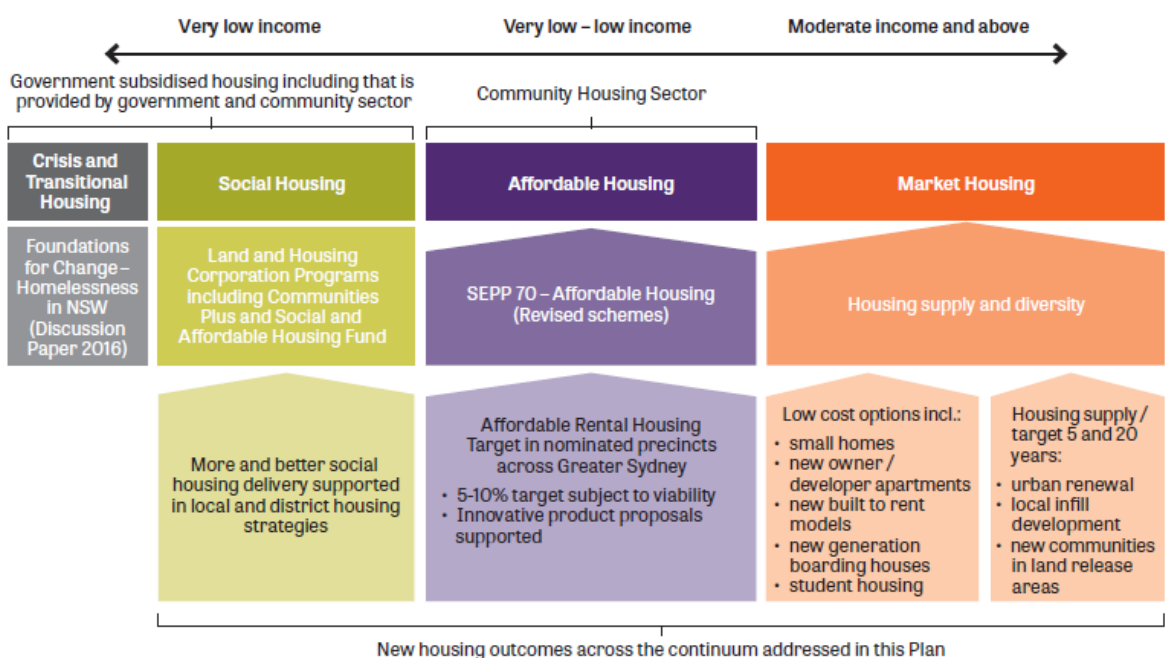 Very low income
Very low – low income
Moderate income and above
Government subsidised housing including that is
provided by government and community sector
Community Housing Sector
Crisis and
Transitional
Housing
Social Housing
Affordable Housing
Market Housing
Foundations
for Change –
Homelessness
in NSW
(Discussion
Paper 2016)
Land and Housing
Corporation Programs
including Communities
Plus and Social and
Affordable Housing Fund
SEPP 70 – Affordable Housing
(Revised schemes)
Housing supply and diversity
More and better social
housing delivery supported
in local and district housing
strategies
Affordable Rental Housing
Target in nominated precincts
across Greater Sydney
• 5-10% target subject to viability
• Innovative product proposals
supported
Low cost options incl.:
• small homes
• new owner /
developer apartments
• new built to rent
models
• new generation
boarding houses
• student housing
Housing supply /
target 5 and 20
years:
• urban renewal
• local infill
development
• new communities
in land release
areas
New housing outcomes across the continuum addressed in this Plan